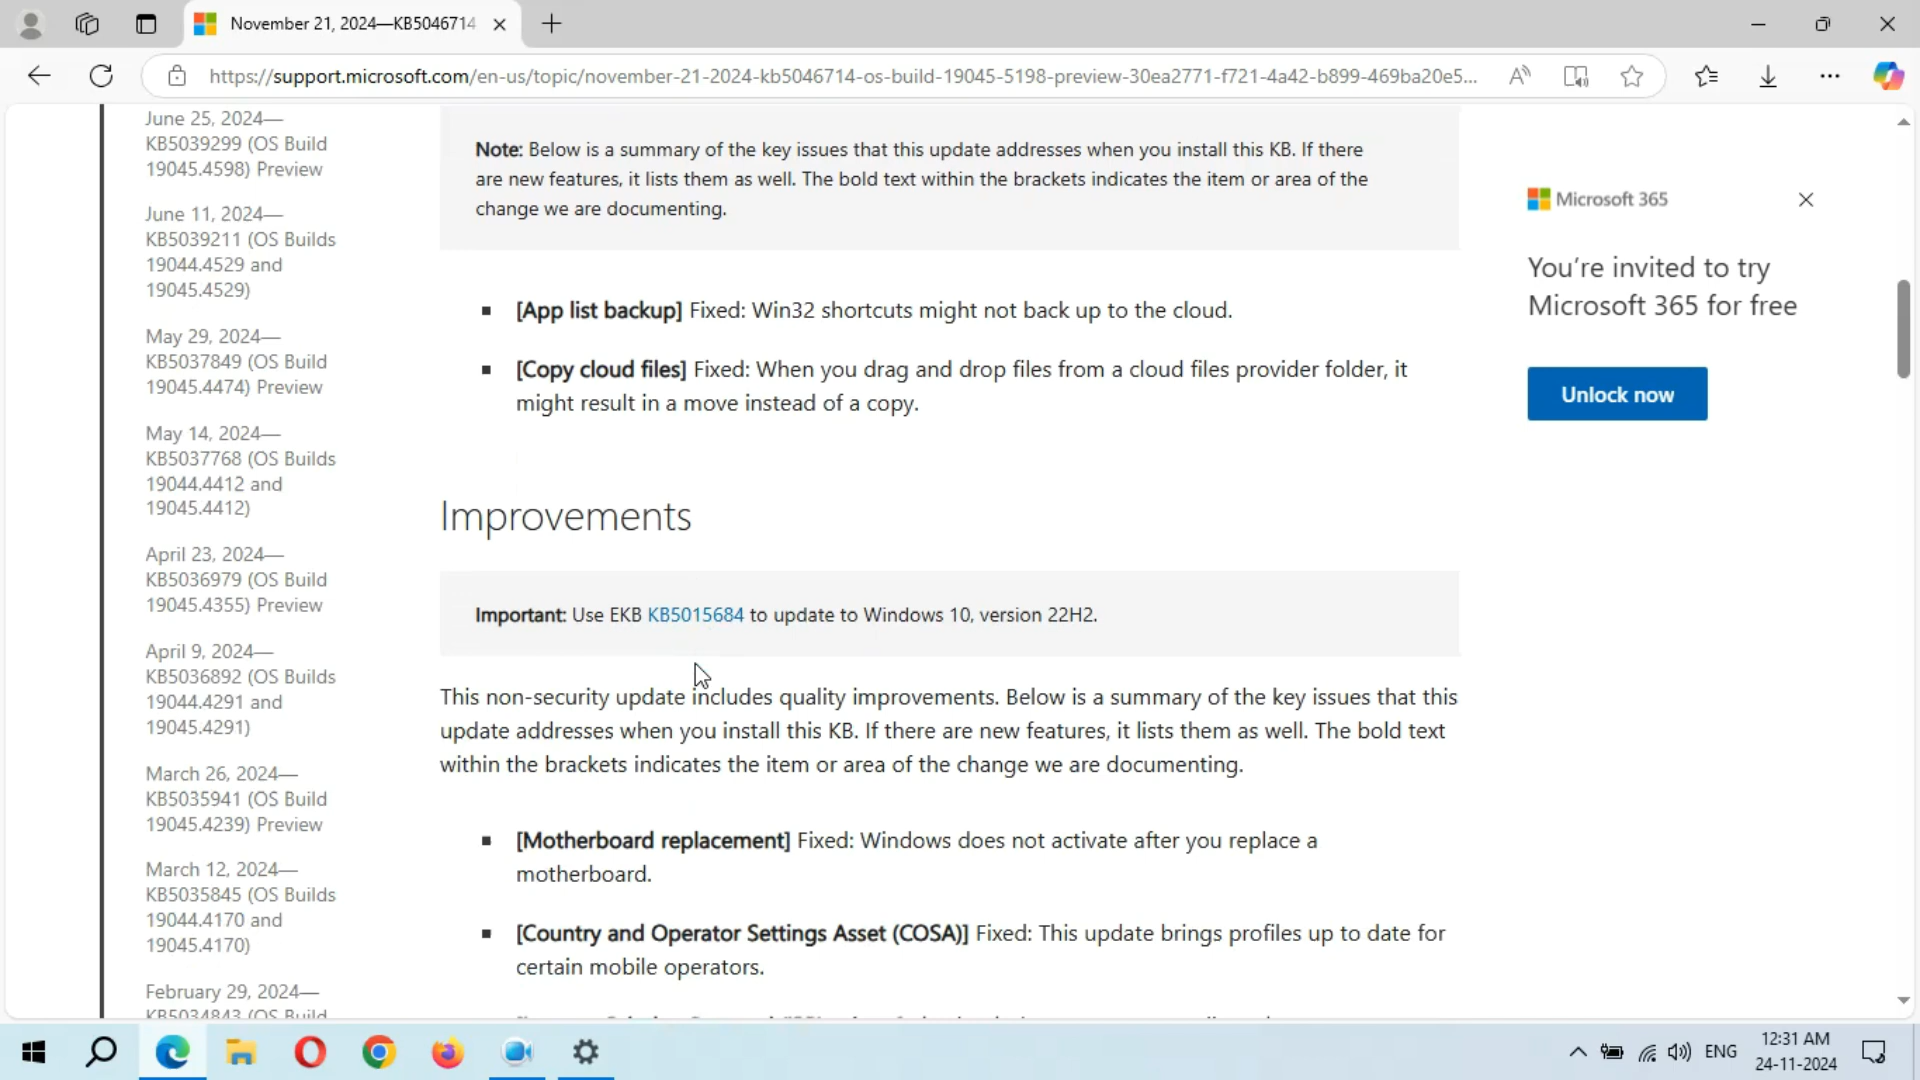 November 21, 2024—KB5046714
https://support.microsoft.com/en-us/topic/november-21-2024-kb5046714-os-build-19045-5198-preview-30ea2771-f721-4a42-b899-469ba20e5...
June 25, 2024—
KB5039299 (OS Build
19045.4598) Preview
June 11, 2024—
KB5039211 (OS Builds
19044.4529 and
19045.4529)
May 29, 2024—
KB5037849 (OS Build
19045.4474) Preview
May 14, 2024—
KB5037768 (OS Builds
19044.4412 and
19045.4412)
April 23, 2024—
KB5036979 (OS Build
19045.4355) Preview
April 9, 2024—
KB5036892 (OS Builds
19044.4291 and
19045.4291)
March 26, 2024—
KB5035941 (OS Build
19045.4239) Preview
March 12, 2024—
KB5035845 (OS Builds
19044.4170 and
19045.4170)
February 29, 2024—
KB5034843 (OS Build
Note: Below is a summary of the key issues that this update addresses when you install this KB. If there
are new features, it lists them as well. The bold text within the brackets indicates the item or area of the
change we are documenting.
[App list backup] Fixed: Win32 shortcuts might not back up to the cloud.
[Copy cloud files] Fixed: When you drag and drop files from a cloud files provider folder, it
might result in a move instead of a copy.
Improvements
Important: Use EKB KB5015684 to update to Windows 10, version 22H2.
This non-security update includes quality improvements. Below is a summary of the key issues that this
update addresses when you install this KB. If there are new features, it lists them as well. The bold text
within the brackets indicates the item or area of the change we are documenting.
[Motherboard replacement] Fixed: Windows does not activate after you replace a
motherboard.
[Country and Operator Settings Asset (COSA)] Fixed: This update brings profiles up to date for
certain mobile operators.
Microsoft 365
You're invited to try
Microsoft 365 for free
Unlock now
ENG
12:31 AM
24-11-2024